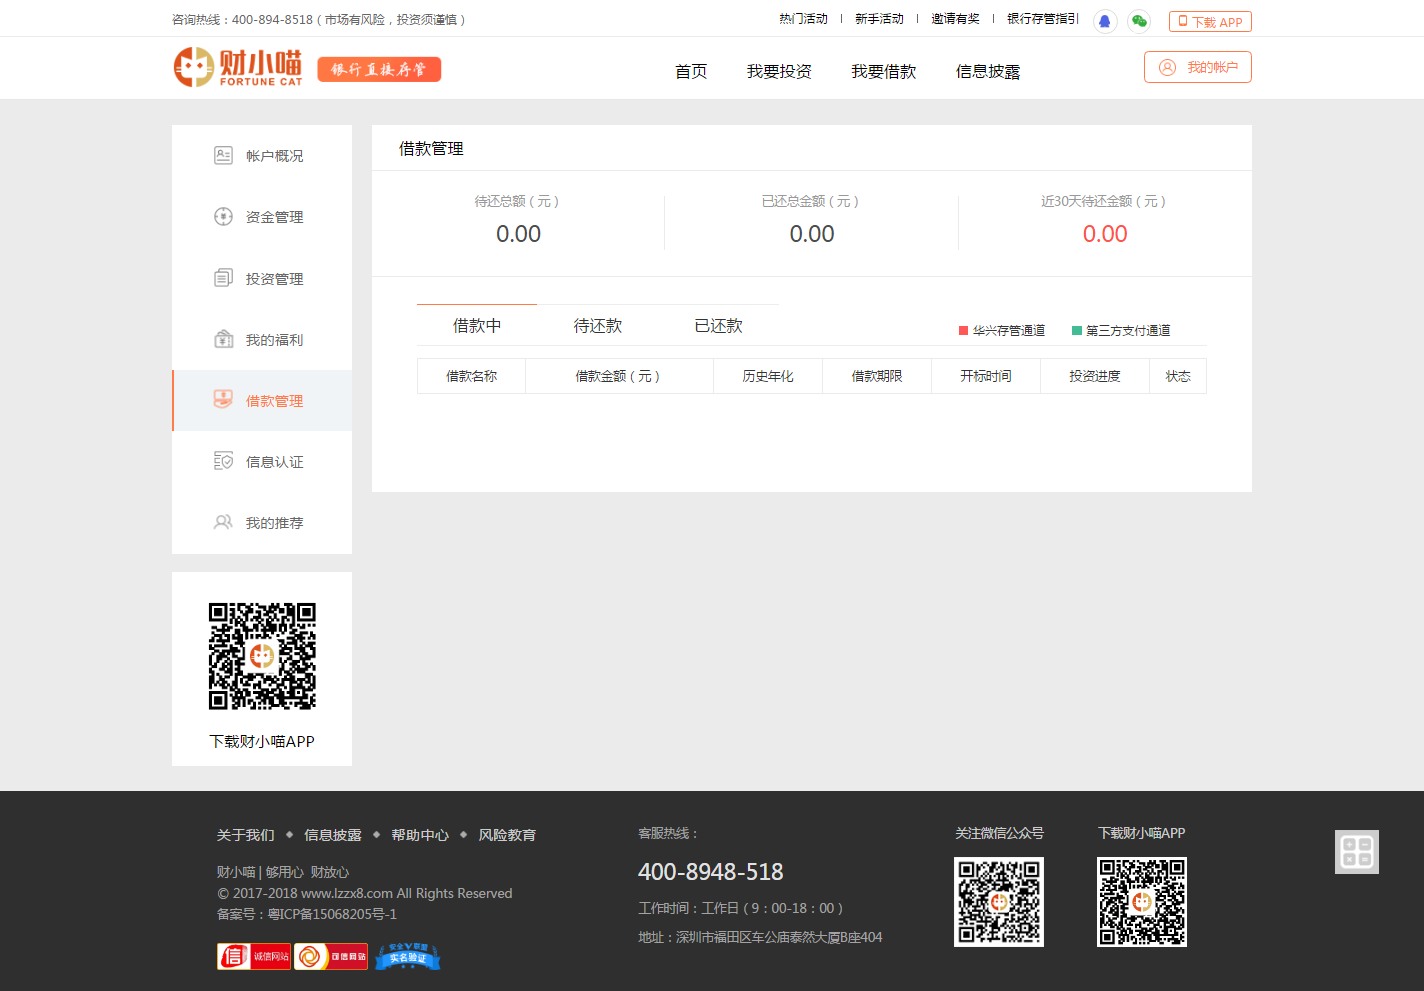 咨询热线：400-894-8518（市场有风险，投资须谨慎）
热门活动 | 新手活动 | 邀请有奖 | 银行存管指引
下载 APP
财小喵
FORTUNE CAT
银行直接存管
首页 我要投资 我要借款 信息披露
我的帐户
帐户概况
资金管理
投资管理
我的福利
借款管理
信息认证
我的推荐
下载财小喵APP
借款管理
待还总额（元） 已还总金额（元） 近30天待还金额（元）
0.00 0.00 0.00
借款中 待还款 已还款
华兴存管通道 第三方支付通道
借款名称 借款金额（元） 历史年化 借款期限 开标时间 投资进度 状态
关于我们 ◆ 信息披露 ◆ 帮助中心 ◆ 风险教育
财小喵 | 够用心 财放心
© 2017-2018 www.lzzx8.com All Rights Reserved
备案号：粤ICP备15068205号-1
信 诚信网站
可信网站
安全V联盟
实名验证
客服热线：
400-8948-518
工作时间：工作日（9：00-18：00）
地址：深圳市福田区车公庙泰然大厦B座404
关注微信公众号
下载财小喵APP